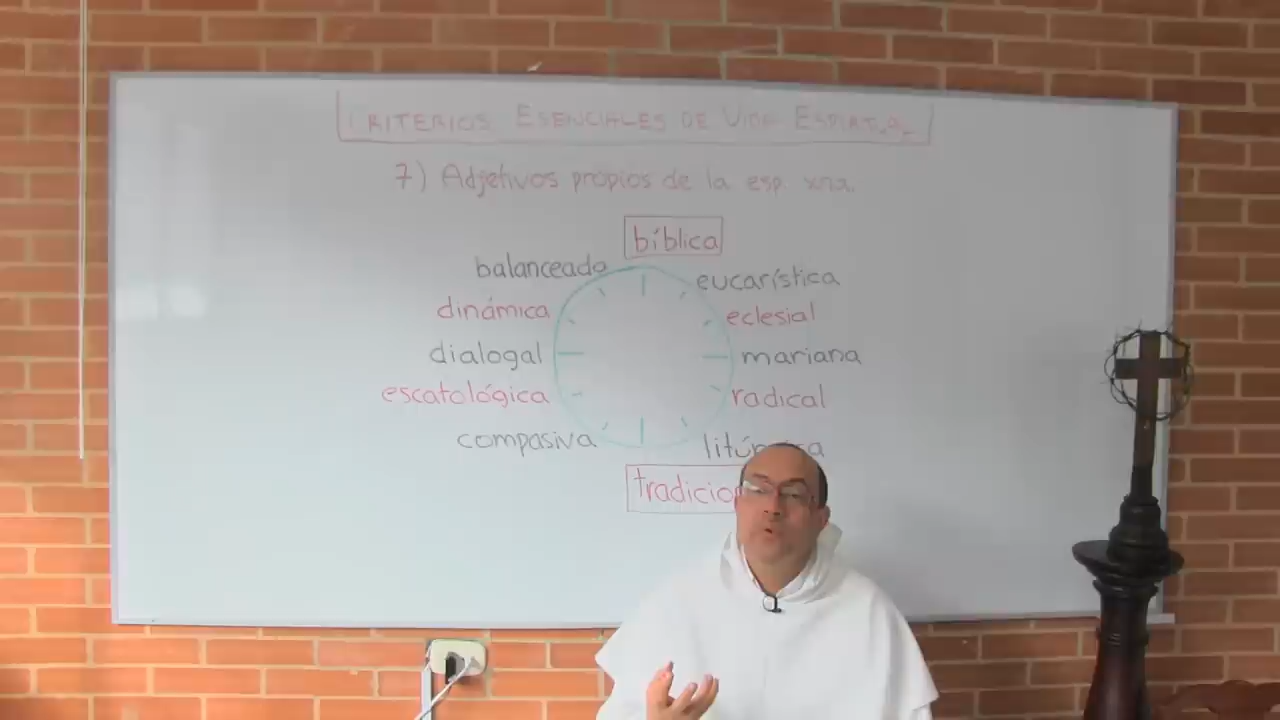 CRITERIOS ESENCIALES DE VIDA ESPIRITUAL
7) Adjetivos propios de la esp. xna.
bíblica
balanceado
eucarística
dinámica
eclesial
dialogal
mariana
escatológica
radical
compasiva